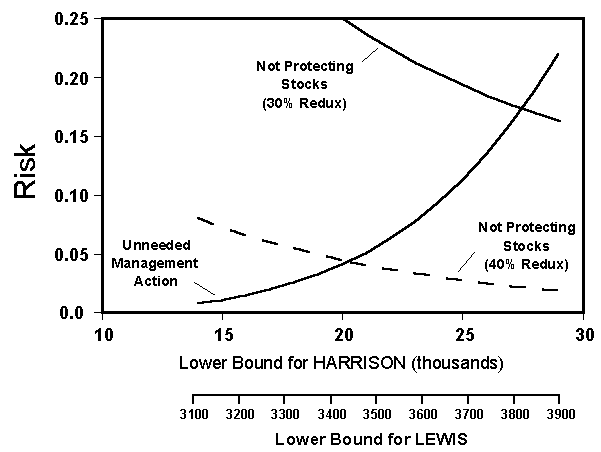 0.25
0.20
0.15
0.10
0.05
0.0
Risk
Not Protecting
Stocks
(30% Redux)
Unneeded
Management
Action
Not Protecting
Stocks
(40% Redux)
10 15 20 25 30
Lower Bound for HARRISON (thousands)
3100 3200 3300 3400 3500 3600 3700 3800 3900
Lower Bound for LEWIS